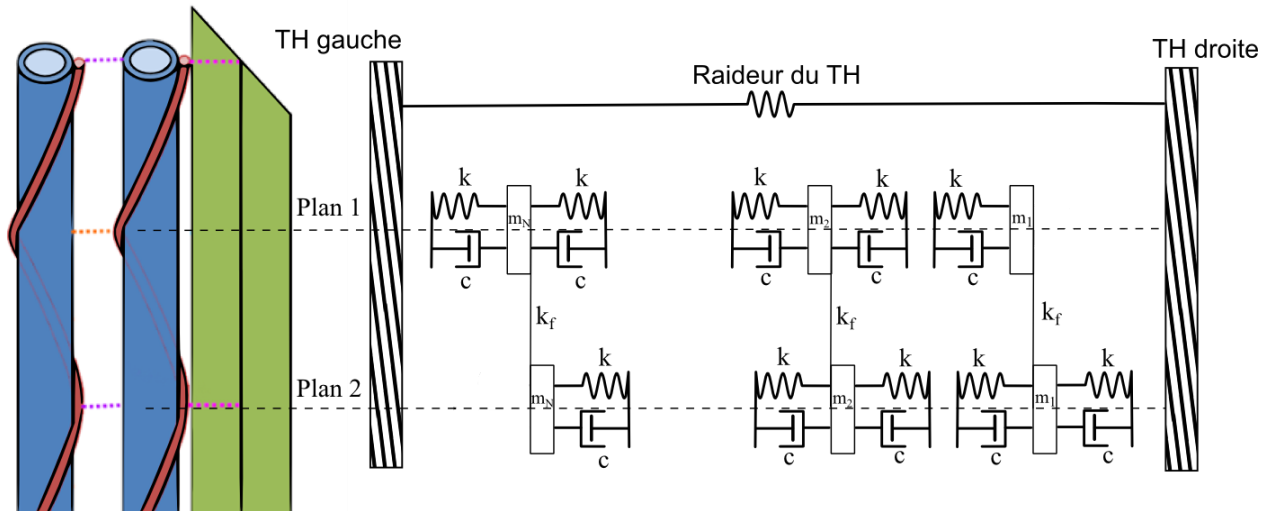 TH gauche
TH droite
Raideur du TH
k k k k k
Plan 1
m_N m_2 m_1
c c c c c
k_f k_f k_f
k k k k k
Plan 2
m_N m_2 m_1
c c c c c